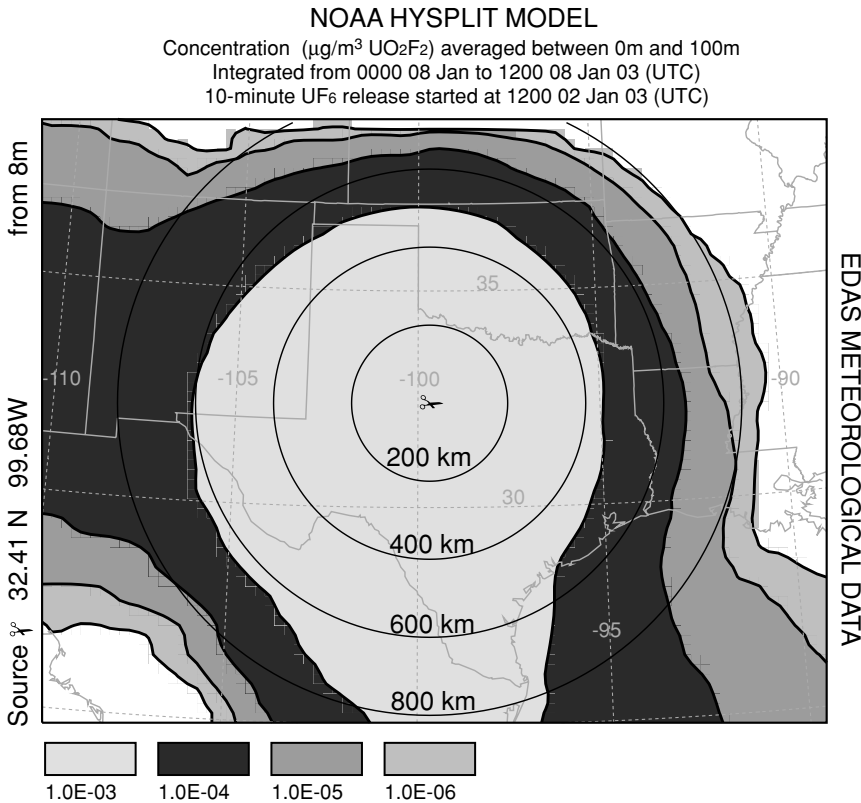 NOAA HYSPLIT MODEL
Concentration (µg/m³ UO₂F₂) averaged between 0m and 100m
Integrated from 0000 08 Jan to 1200 08 Jan 03 (UTC)
10-minute UF₆ release started at 1200 02 Jan 03 (UTC)
Source 32.41 N 99.68W from 8m
35
-110
-105
-100
-90
200 km
30
400 km
600 km
-95
800 km
EDAS METEOROLOGICAL DATA
1.0E-03 1.0E-04 1.0E-05 1.0E-06